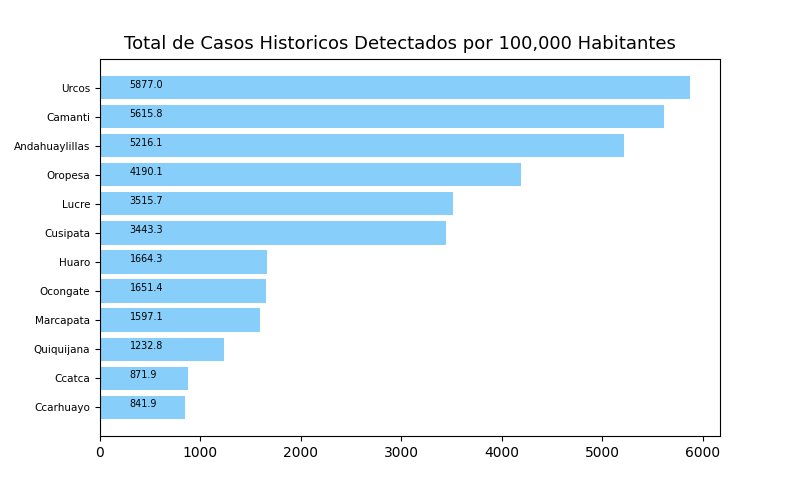 Total de Casos Historicos Detectados por 100,000 Habitantes
Urcos 5877.0
Camanti 5615.8
Andahuaylillas 5216.1
Oropesa 4190.1
Lucre 3515.7
Cusipata 3443.3
Huaro 1664.3
Ocongate 1651.4
Marcapata 1597.1
Quiquijana 1232.8
Ccatca 871.9
Ccarhuayo 841.9
0 1000 2000 3000 4000 5000 6000